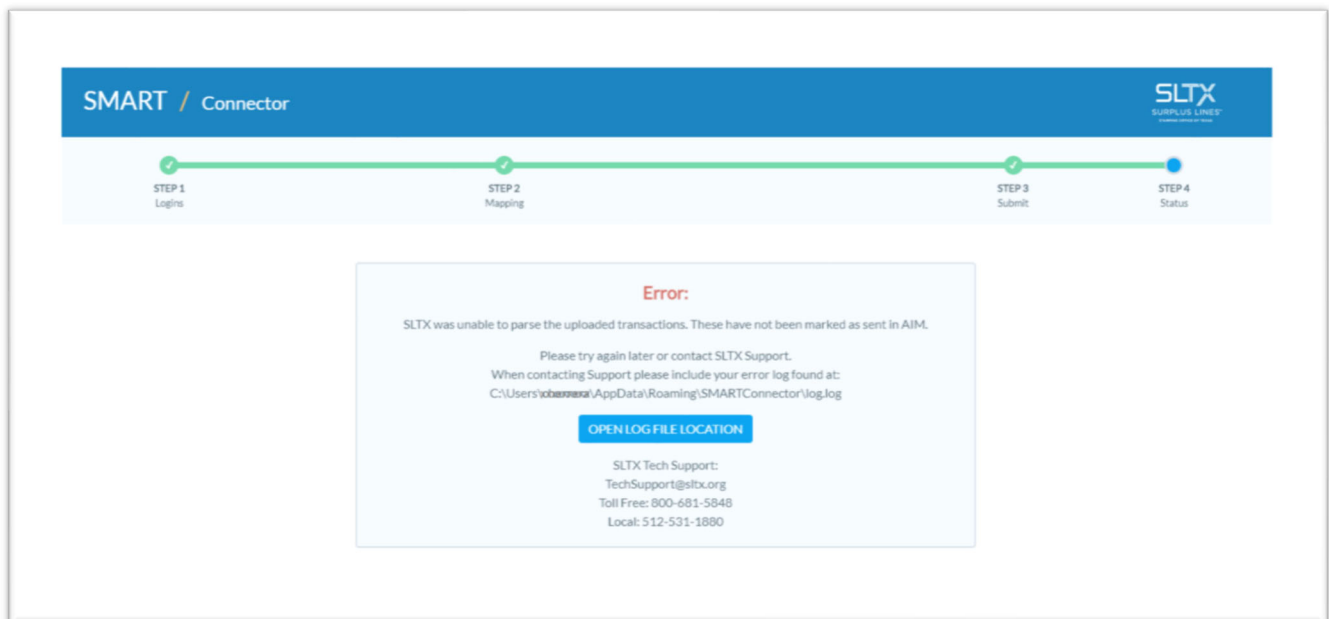 SMART / Connector
SLTX
SURPLUS LINES
STEP 1
Logins
STEP 2
Mapping
STEP 3
Submit
STEP 4
Status
Error:
SLTX was unable to parse the uploaded transactions. These have not been marked as sent in AIM.
Please try again later or contact SLTX Support.
When contacting Support please include your error log found at:
C:\Users\ \AppData\Roaming\SMARTConnector\log.log
OPEN LOG FILE LOCATION
SLTX Tech Support:
TechSupport@sltx.org
Toll Free: 800-681-5848
Local: 512-531-1880